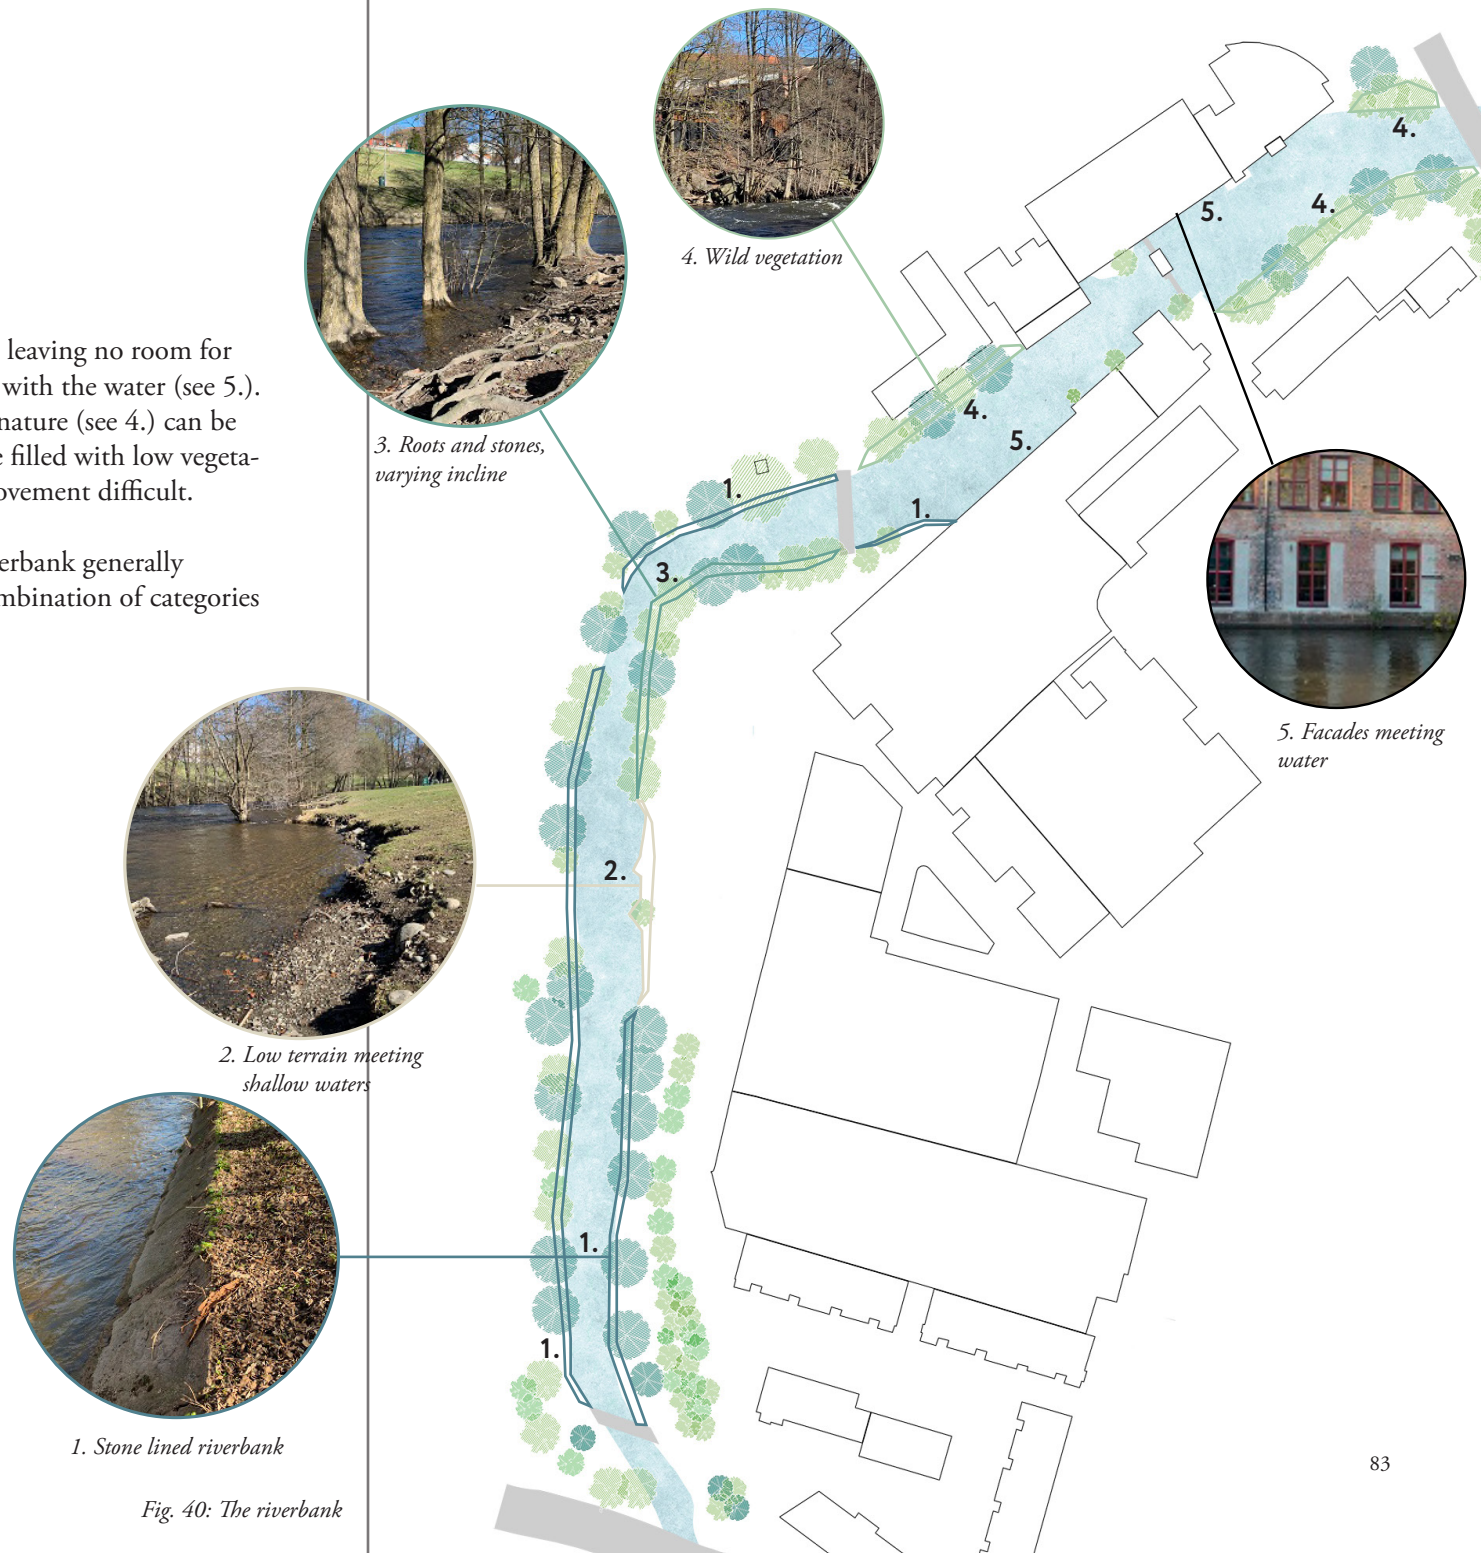 leaving no room for
with the water (see 5.).
nature (see 4.) can be
filled with low vegeta-
ovement difficult.
erbank generally
mbination of categories
4. Wild vegetation
3. Roots and stones,
varying incline
5. Facades meeting
water
2. Low terrain meeting
shallow waters
1. Stone lined riverbank
Fig. 40: The riverbank
4.
4.
5.
4.
5.
1.
1.
3.
2.
1.
1.
83